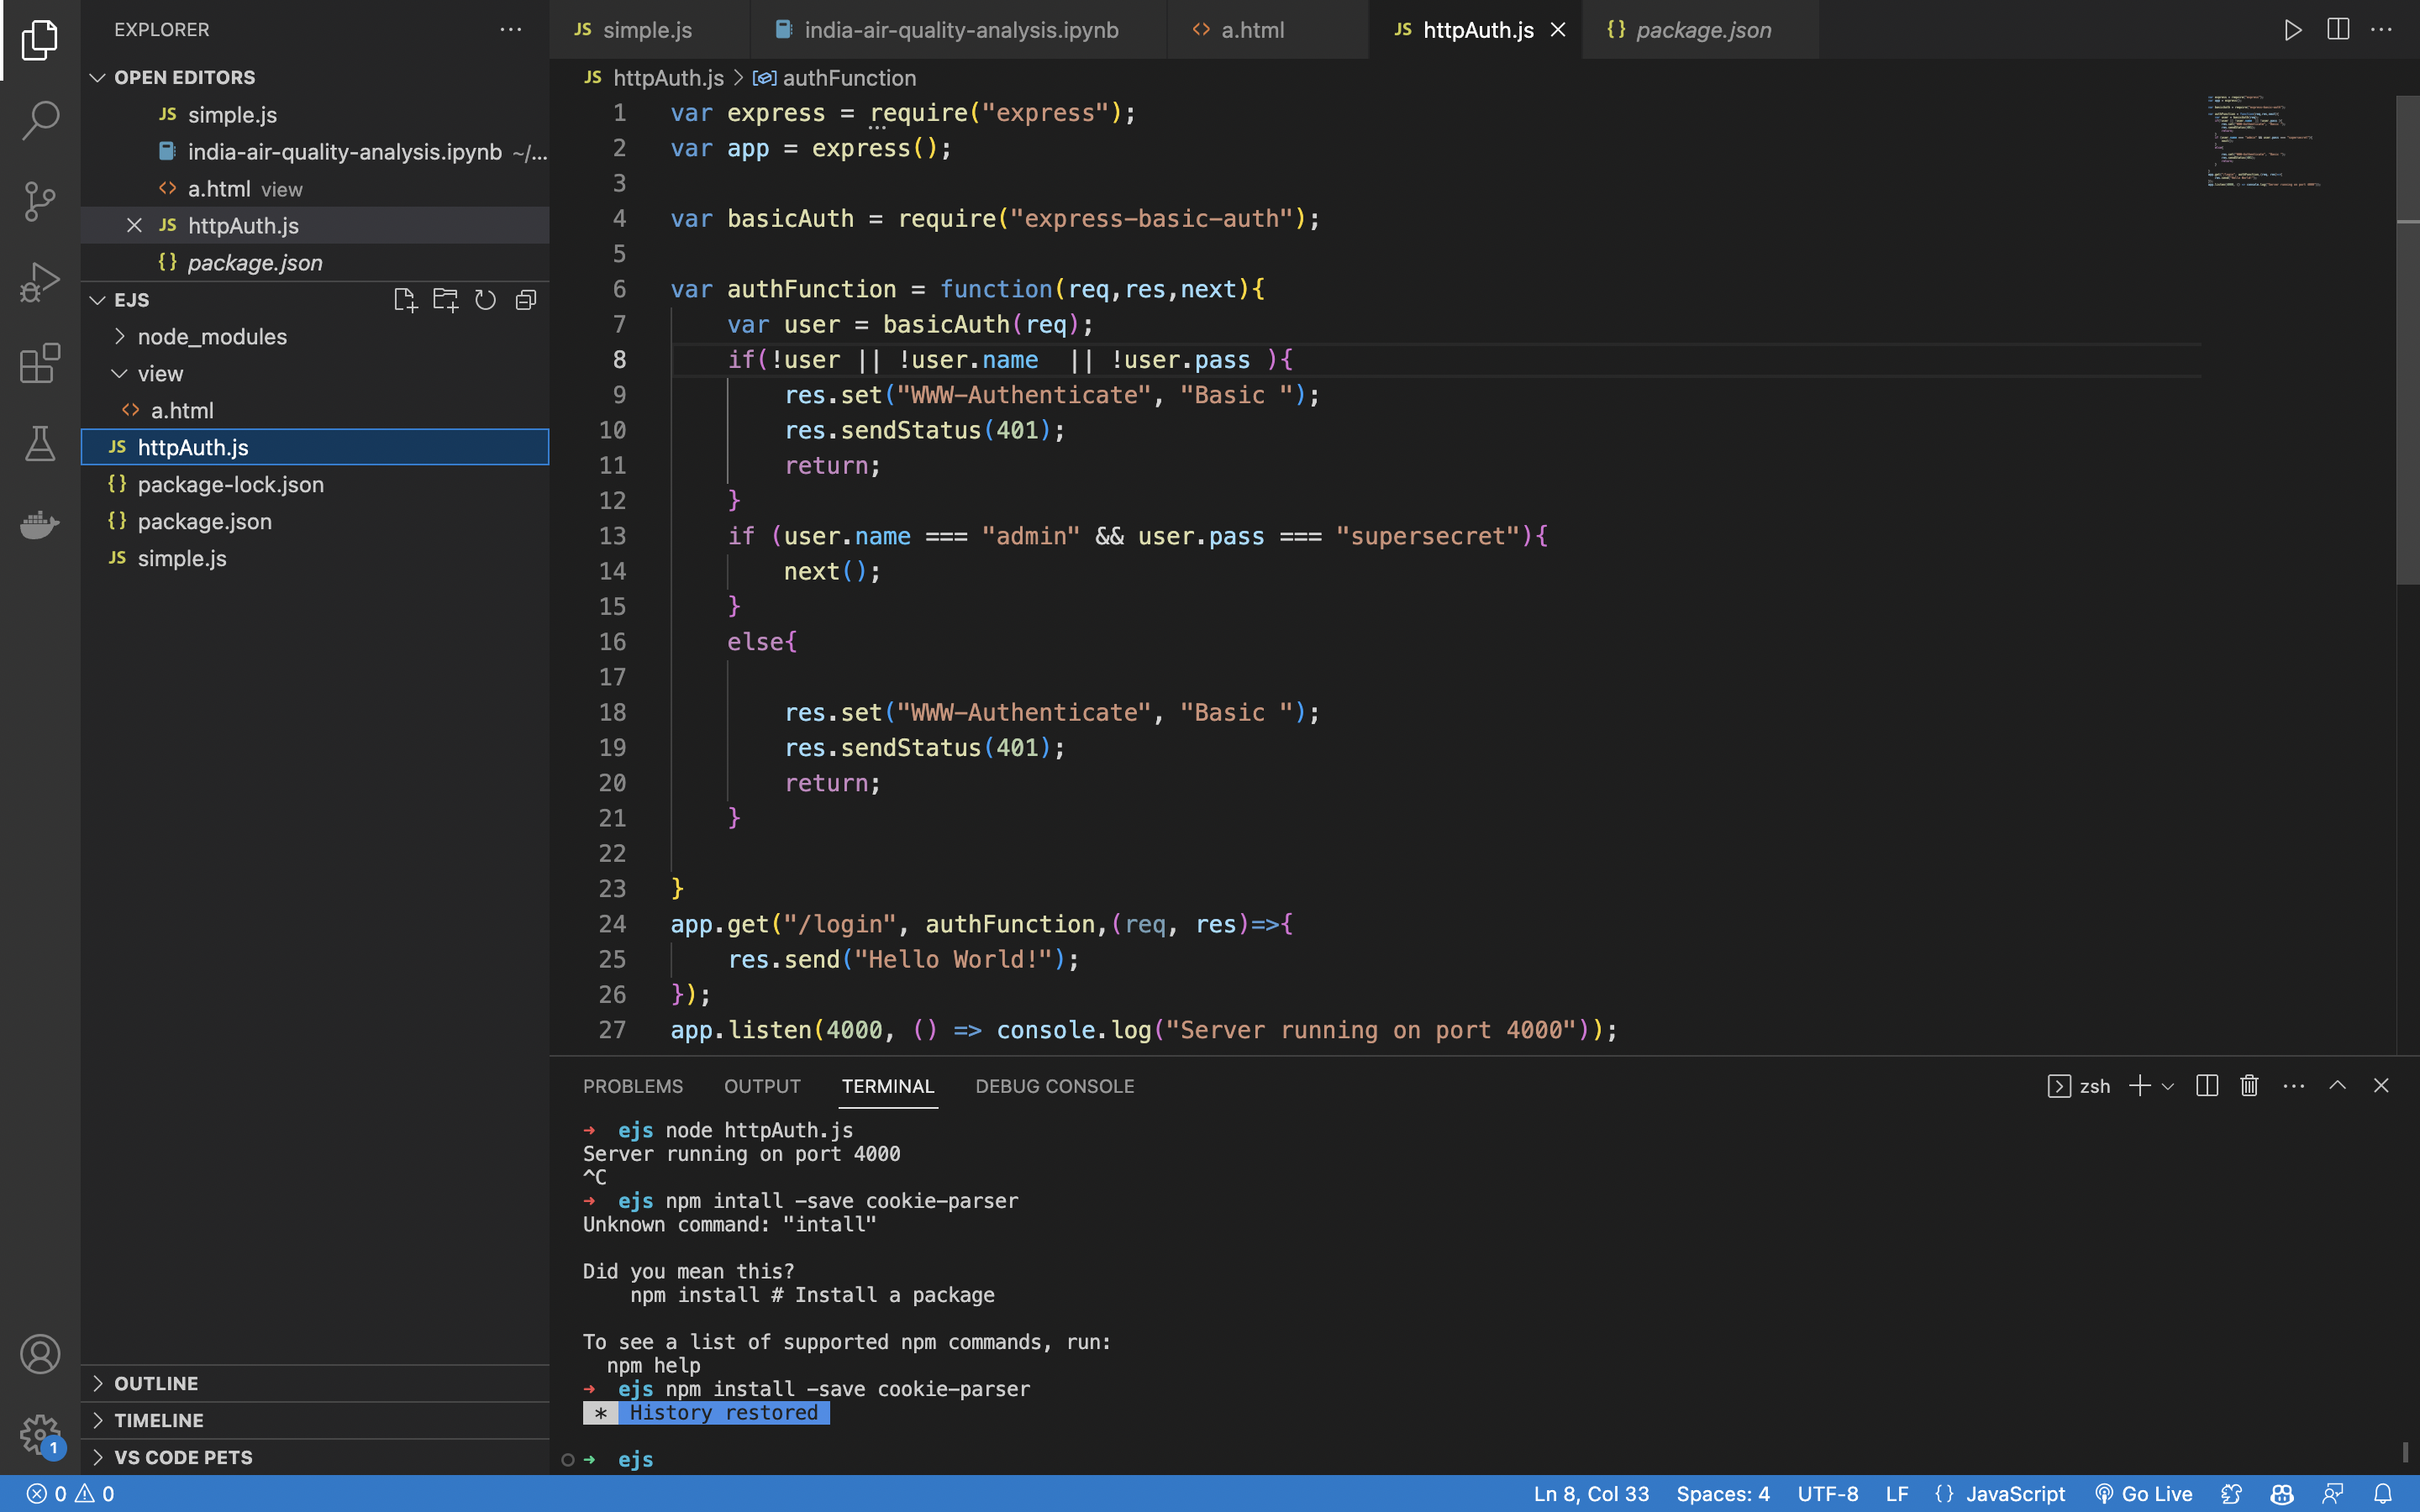 EXPLORER
OPEN EDITORS
JS simple.js
india-air-quality-analysis.ipynb ~/...
<> a.html view
JS httpAuth.js
{} package.json
EJS
node_modules
view
<> a.html
JS httpAuth.js
{} package-lock.json
{} package.json
JS simple.js
OUTLINE
TIMELINE
VS CODE PETS
1
JS simple.js
india-air-quality-analysis.ipynb
<> a.html
JS httpAuth.js
{} package.json
JS httpAuth.js > authFunction
1 var express = require("express");
2 var app = express();
3
4 var basicAuth = require("express-basic-auth");
5
6 var authFunction = function(req,res,next){
7     var user = basicAuth(req);
8     if(!user || !user.name  || !user.pass ){
9         res.set("WWW-Authenticate", "Basic ");
10         res.sendStatus(401);
11         return;
12     }
13     if (user.name === "admin" && user.pass === "supersecret"){
14         next();
15     }
16     else{
17
18         res.set("WWW-Authenticate", "Basic ");
19         res.sendStatus(401);
20         return;
21     }
22
23 }
24 app.get("/login", authFunction,(req, res)=>{
25     res.send("Hello World!");
26 });
27 app.listen(4000, () => console.log("Server running on port 4000"));
PROBLEMS OUTPUT TERMINAL DEBUG CONSOLE
zsh
➜  ejs node httpAuth.js
Server running on port 4000
^C
➜  ejs npm intall -save cookie-parser
Unknown command: "intall"
Did you mean this?
    npm install # Install a package
To see a list of supported npm commands, run:
  npm help
➜  ejs npm install -save cookie-parser
 *  History restored
➜  ejs
0 0
Ln 8, Col 33 Spaces: 4 UTF-8 LF {} JavaScript Go Live